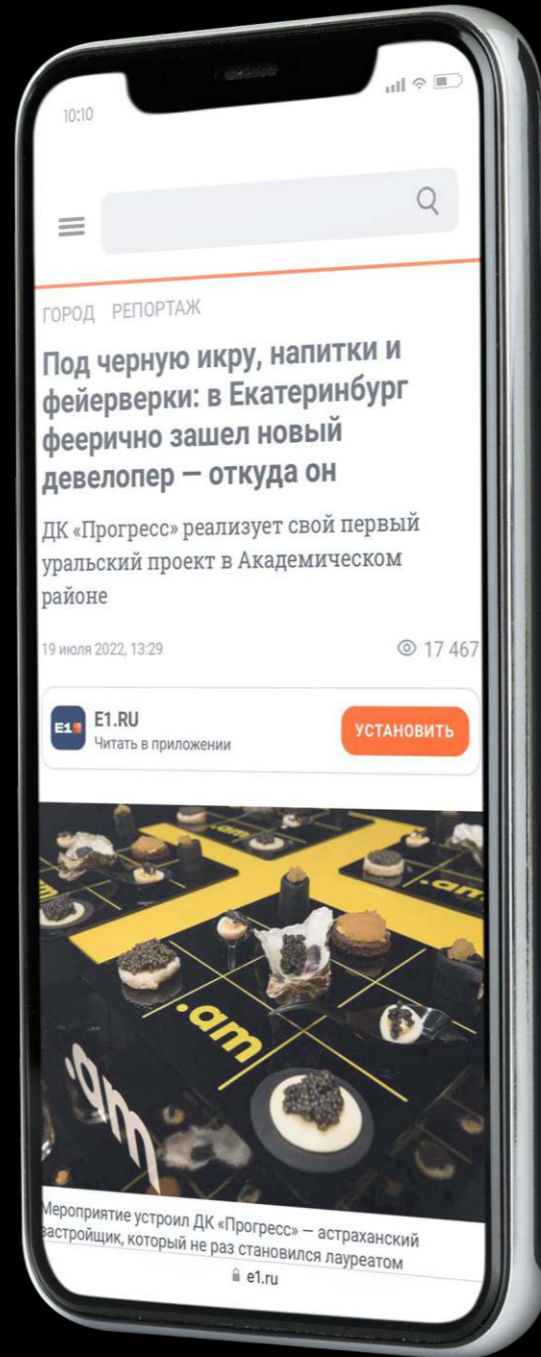 10:10
ГОРОД РЕПОРТАЖ
Под черную икру, напитки и
фейерверки: в Екатеринбург
феерично зашел новый
девелопер — откуда он
ДК «Прогресс» реализует свой первый
уральский проект в Академическом
районе
19 июля 2022, 13:29 17 467
E1 E1.RU
Читать в приложении
УСТАНОВИТЬ
.am
.am
.am
.am
Мероприятие устроил ДК «Прогресс» — астраханский
застройщик, который не раз становился лауреатом
e1.ru